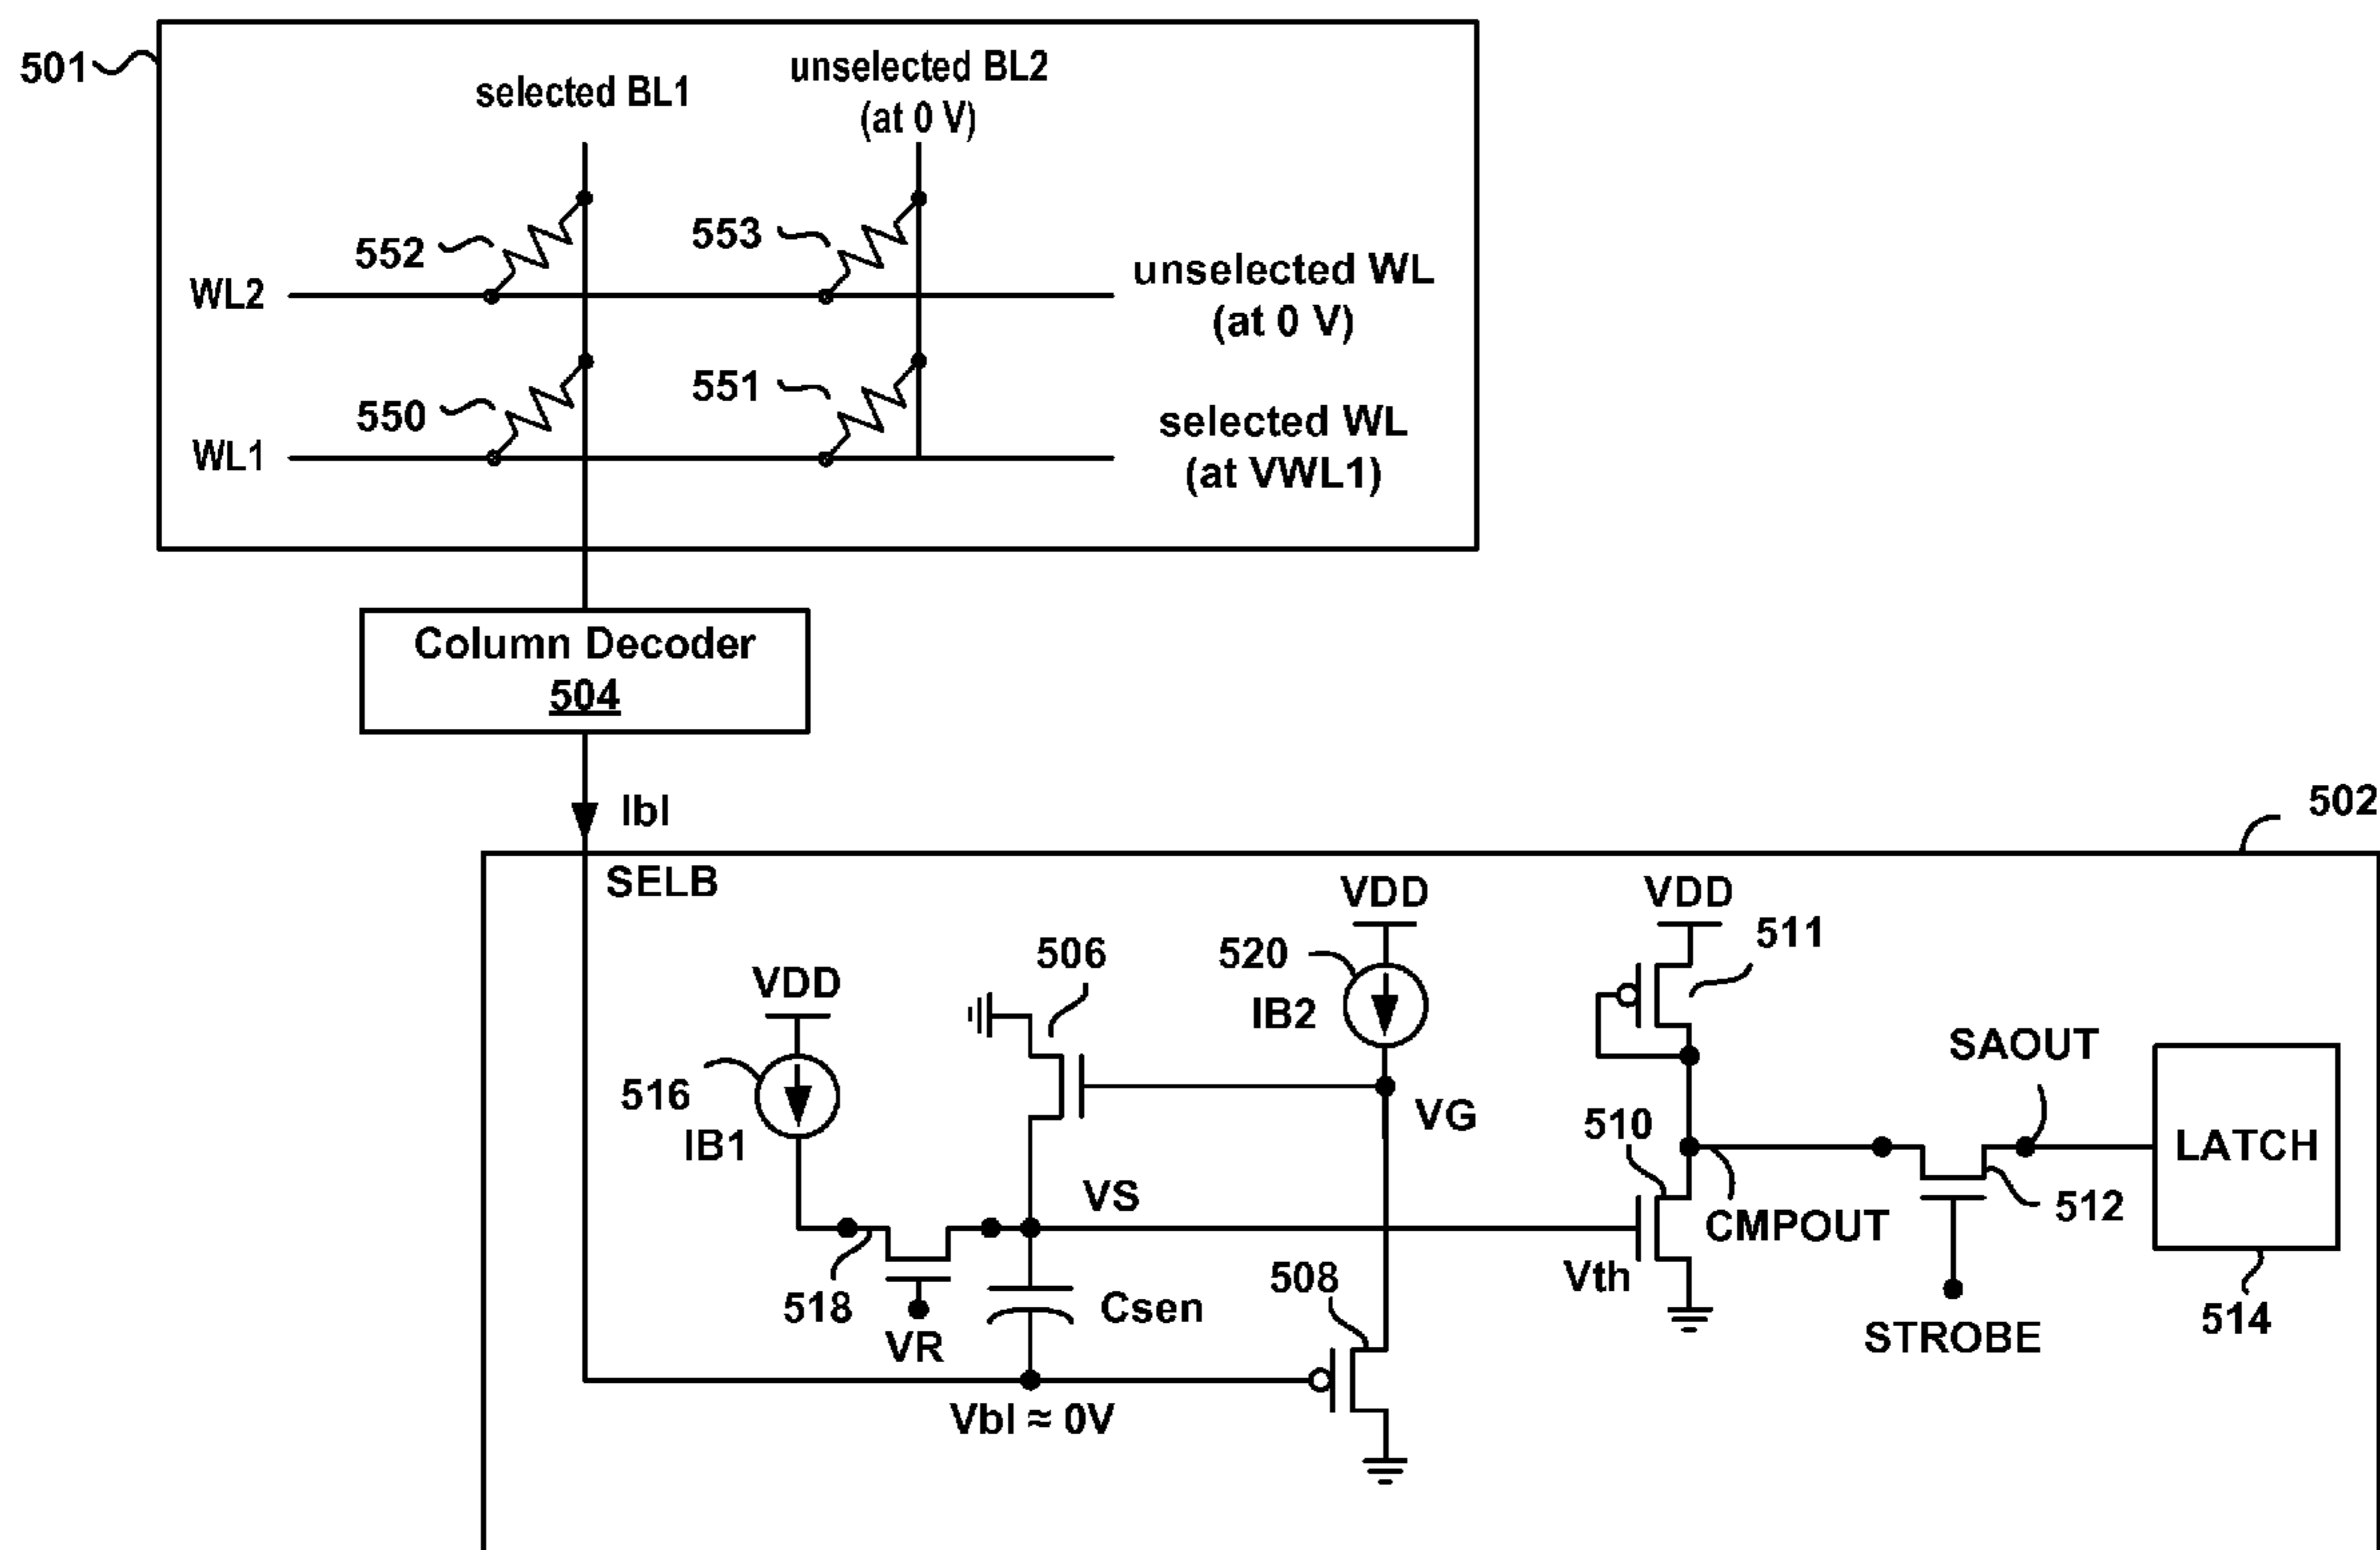 501
selected BL1
unselected BL2
(at 0 V)
552
553
WL2
unselected WL
(at 0 V)
550
551
WL1
selected WL
(at VWL1)
Column Decoder
504
Ibl
502
SELB
VDD
516
IB1
506
VDD
520
IB2
VG
VDD
511
510
SAOUT
LATCH
512
CMPOUT
VS
518
VR
Csen
508
Vth
STROBE
514
Vbl ≈ 0V